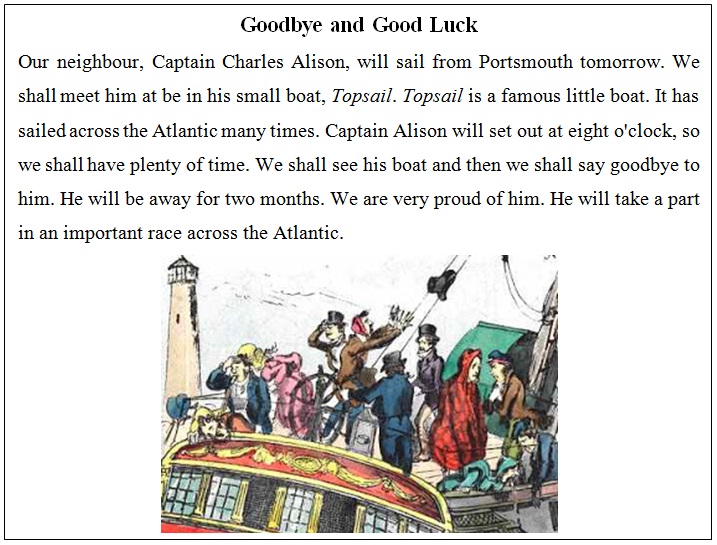 Goodbye and Good Luck
Our neighbour, Captain Charles Alison, will sail from Portsmouth tomorrow. We
shall meet him at be in his small boat, Topsail. Topsail is a famous little boat. It has
sailed across the Atlantic many times. Captain Alison will set out at eight o'clock, so
we shall have plenty of time. We shall see his boat and then we shall say goodbye to
him. He will be away for two months. We are very proud of him. He will take a part
in an important race across the Atlantic.